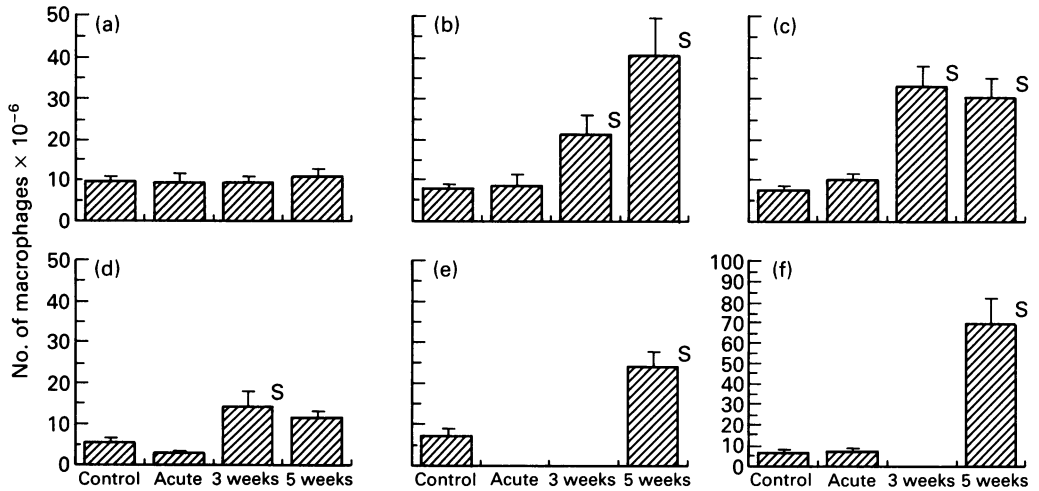 No. of macrophages × 10⁻⁶
(a)
50
40
30
20
10
0
(b)
S
S
(c)
S
S
(d)
50
40
30
20
10
0
S
Control Acute 3 weeks 5 weeks
(e)
S
Control Acute 3 weeks 5 weeks
(f)
100
90
80
70
60
50
40
30
20
10
0
S
Control Acute 3 weeks 5 weeks